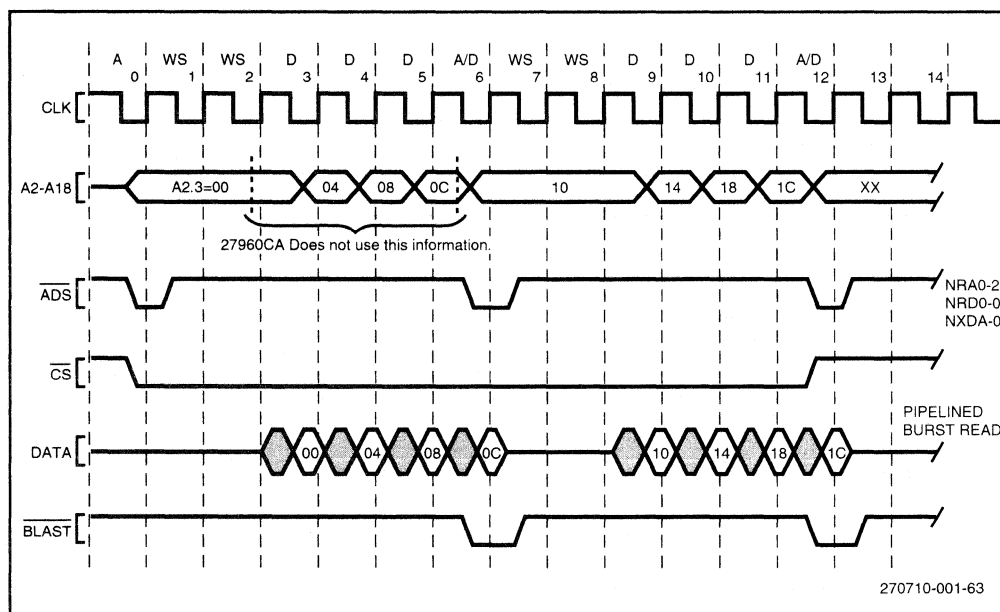 A WS WS D D D A/D WS WS D D D A/D
0 1 2 3 4 5 6 7 8 9 10 11 12 13 14
CLK
A2-A18 A2.3=00 04 08 0C 10 14 18 1C XX
27960CA Does not use this information.
ADS
NRA0-2
NRD0-0
NXDA-0
CS
PIPELINED
BURST READ
DATA 00 04 08 0C 10 14 18 1C
BLAST
270710-001-63